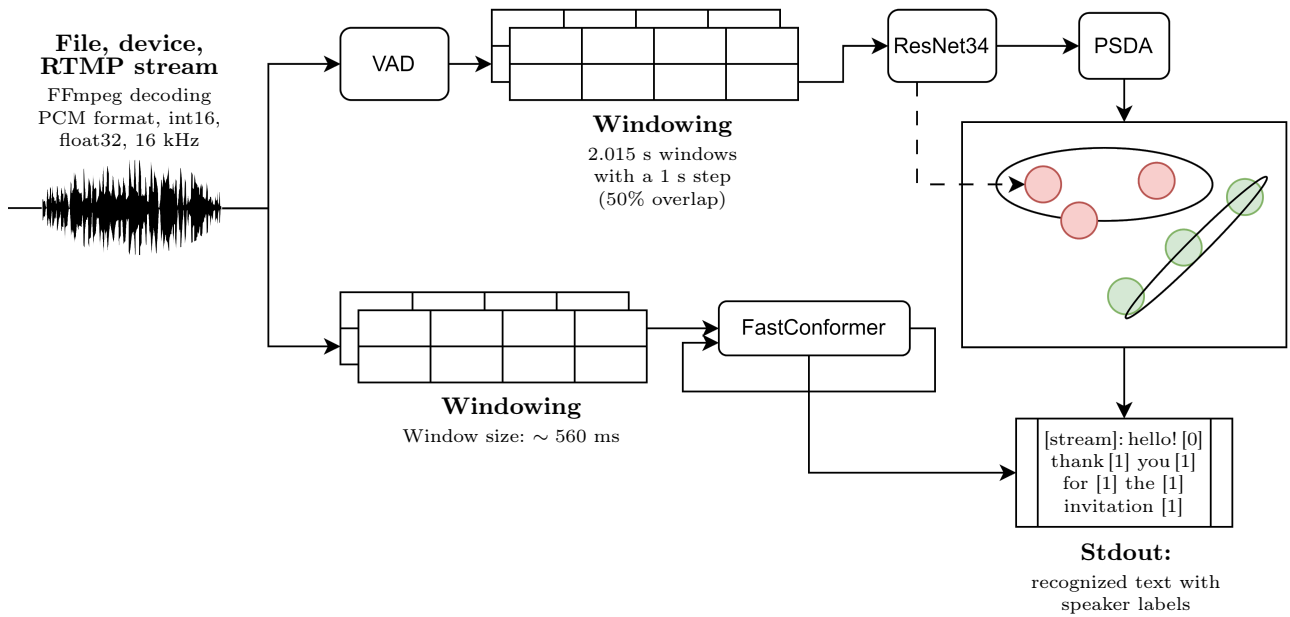 File, device,
RTMP stream
FFmpeg decoding
PCM format, int16,
float32, 16 kHz
VAD
Windowing
2.015 s windows
with a 1 s step
(50% overlap)
ResNet34
PSDA
Windowing
Window size: ∼ 560 ms
FastConformer
[stream]: hello! [0]
thank [1] you [1]
for [1] the [1]
invitation [1]
Stdout:
recognized text with
speaker labels